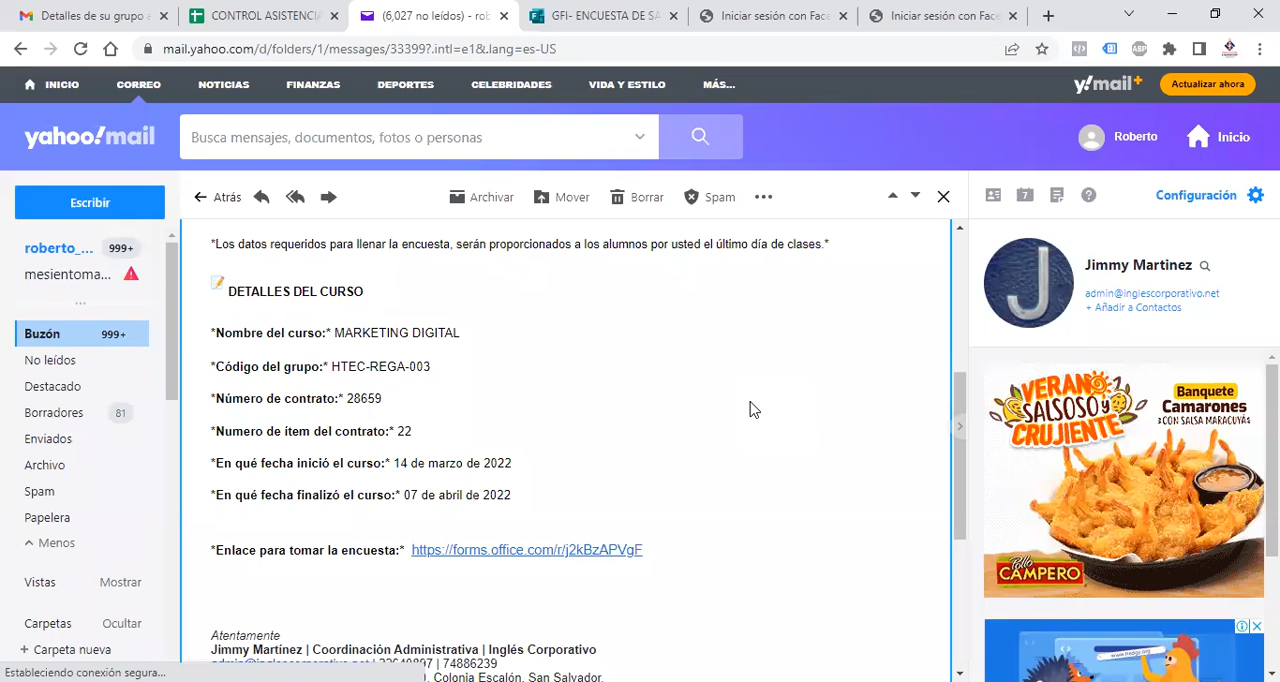 Detalles de su grupo a
CONTROL ASISTENCIA
(6,027 no leídos) - rob
GFI- ENCUESTA DE SA
Iniciar sesión con Face
Iniciar sesión con Face
mail.yahoo.com/d/folders/1/messages/33399?.intl=e1&.lang=es-US
INICIO CORREO NOTICIAS FINANZAS DEPORTES CELEBRIDADES VIDA Y ESTILO MÁS...
y!mail+ Actualizar ahora
yahoo!mail
Busca mensajes, documentos, fotos o personas
Roberto Inicio
Escribir
Atrás Archivar Mover Borrar Spam
7 Configuración
roberto_... 999+
mesientoma...
Buzón 999+
No leídos
Destacado
Borradores 81
Enviados
Archivo
Spam
Papelera
Menos
Vistas Mostrar
Carpetas Ocultar
+ Carpeta nueva
Estableciendo conexión segura...
*Los datos requeridos para llenar la encuesta, serán proporcionados a los alumnos por usted el último día de clases.*
DETALLES DEL CURSO
*Nombre del curso:* MARKETING DIGITAL
*Código del grupo:* HTEC-REGA-003
*Número de contrato:* 28659
*Numero de ítem del contrato:* 22
*En qué fecha inició el curso:* 14 de marzo de 2022
*En qué fecha finalizó el curso:* 07 de abril de 2022
*Enlace para tomar la encuesta:* https://forms.office.com/r/j2kBzAPVgF
Atentamente
Jimmy Martínez | Coordinación Administrativa | Inglés Corporativo
admin@inglescorporativo.net | 22640897 | 74886239
, Colonia Escalón, San Salvador.
J
Jimmy Martinez
admin@inglescorporativo.net
+ Añadir a Contactos
VERANO
SALSOSO y
CRUJIENTE
Banquete
Camarones
CON SALSA MARACUYÁ
Pollo
CAMPERO